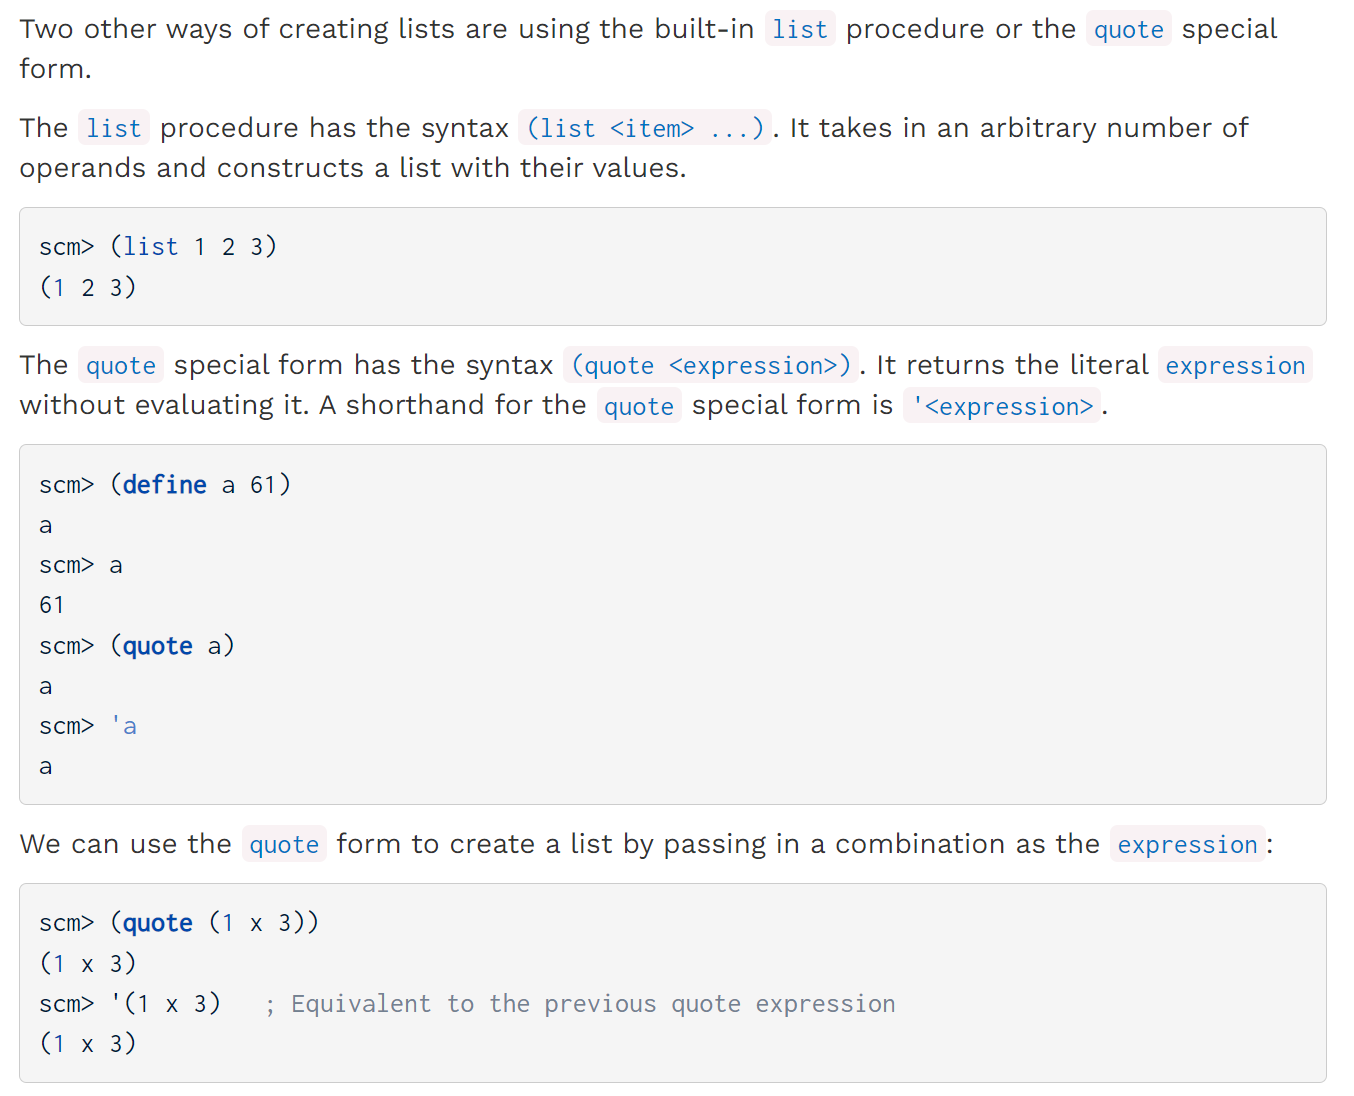 Two other ways of creating lists are using the built-in list procedure or the quote special
form.
The list procedure has the syntax (list <item> ...). It takes in an arbitrary number of
operands and constructs a list with their values.
scm> (list 1 2 3)
(1 2 3)
The quote special form has the syntax (quote <expression>). It returns the literal expression
without evaluating it. A shorthand for the quote special form is '<expression>.
scm> (define a 61)
a
scm> a
61
scm> (quote a)
a
scm> 'a
a
We can use the quote form to create a list by passing in a combination as the expression:
scm> (quote (1 x 3))
(1 x 3)
scm> '(1 x 3)   ; Equivalent to the previous quote expression
(1 x 3)